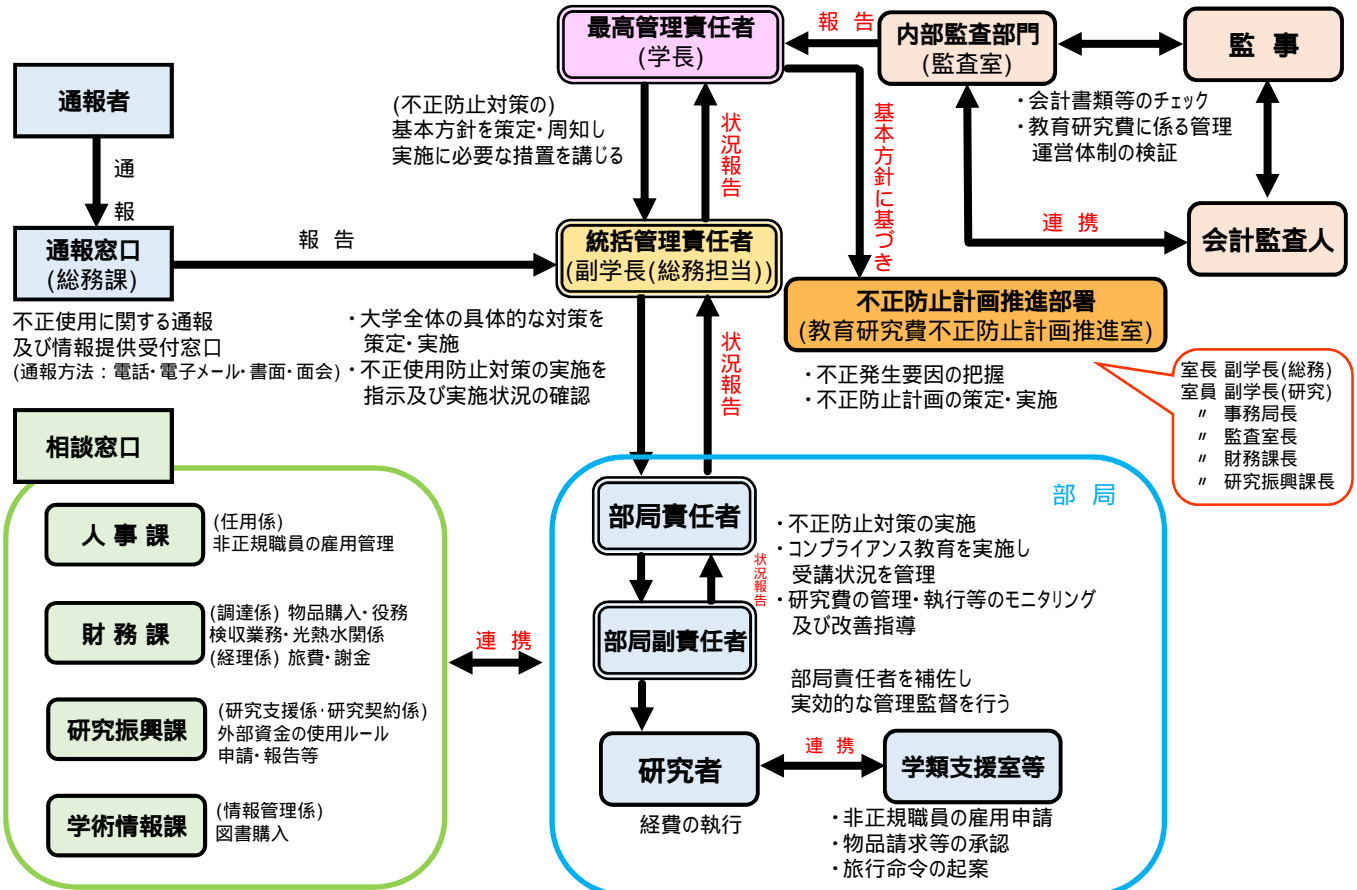 最高管理責任者
(学長)
報 告
内部監査部門
(監査室)
監 事
通報者
(不正防止対策の)
基本方針を策定・周知し
実施に必要な措置を講じる
状況報告
基本方針に基づき
・会計書類等のチェック
・教育研究費に係る管理
運営体制の検証
通
報
通報窓口
(総務課)
報 告
統括管理責任者
(副学長(総務担当))
連 携
会計監査人
不正防止計画推進部署
(教育研究費不正防止計画推進室)
不正使用に関する通報
及び情報提供受付窓口
(通報方法：電話・電子メール・書面・面会)
・大学全体の具体的な対策を
策定・実施
・不正使用防止対策の実施を
指示及び実施状況の確認
状況報告
・不正発生要因の把握
・不正防止計画の策定・実施
室長 副学長(総務)
室員 副学長(研究)
〃 事務局長
〃 監査室長
〃 財務課長
〃 研究振興課長
相談窓口
人 事 課
(任用係)
非正規職員の雇用管理
財 務 課
(調達係) 物品購入・役務
検収業務・光熱水関係
(経理係) 旅費・謝金
研究振興課
(研究支援係・研究契約係)
外部資金の使用ルール
申請・報告等
学術情報課
(情報管理係)
図書購入
連 携
部 局
部局責任者
・不正防止対策の実施
・コンプライアンス教育を実施し
受講状況を管理
・研究費の管理・執行等のモニタリング
及び改善指導
状況報告
部局副責任者
部局責任者を補佐し
実効的な管理監督を行う
研究者
連 携
学類支援室等
経費の執行
・非正規職員の雇用申請
・物品請求等の承認
・旅行命令の起案